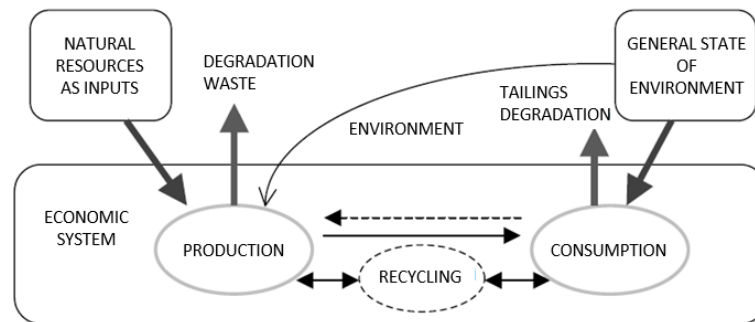 NATURAL
RESOURCES
AS INPUTS
DEGRADATION
WASTE
GENERAL STATE
OF
ENVIRONMENT
TAILINGS
DEGRADATION
ENVIRONMENT
ECONOMIC
SYSTEM
PRODUCTION
CONSUMPTION
RECYCLING